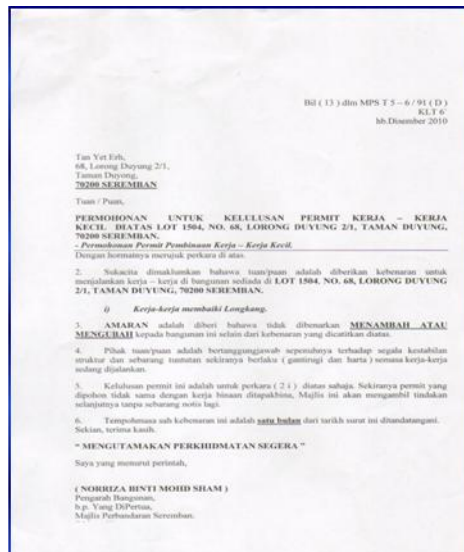 Bil ( 13 ) dlm MPS T 5 – 6 / 91 ( D )
KLT 6
hb.Disember 2010
Tan Yet Erh,
68, Lorong Duyung 2/1,
Taman Duyong,
70200 SEREMBAN
Tuan / Puan,
PERMOHONAN UNTUK KELULUSAN PERMIT KERJA – KERJA
KECIL DIATAS LOT 1504, NO. 68, LORONG DUYUNG 2/1, TAMAN DUYUNG,
70200 SEREMBAN.
- Permohonan Permit Pembinaan Kerja – Kerja Kecil.
Dengan hormatnya merujuk perkara di atas.
2. Sukacita dimaklumkan bahawa tuan/puan adalah diberikan kebenaran untuk
menjalankan kerja – kerja di bangunan sediada di LOT 1504, NO. 68, LORONG DUYUNG
2/1, TAMAN DUYUNG, 70200 SEREMBAN.
i) Kerja-kerja membaiki Longkang.
3. AMARAN adalah diberi bahawa tidak dibenarkan MENAMBAH ATAU
MENGUBAH kepada bangunan ini selain dari kebenaran yang dicatitkan diatas.
4. Pihak tuan/puan adalah bertanggungjawab sepenuhnya terhadap segala kestabilan
struktur dan sebarang tuntutan sekiranya berlaku ( gantirugi dan harta ) semasa kerja-kerja
sedang dijalankan.
5. Kelulusan permit ini adalah untuk perkara ( 2 i ) diatas sahaja. Sekiranya permit yang
dipohon tidak sama dengan kerja binaan ditapakbina, Majlis ini akan mengambil tindakan
selanjutnya tanpa sebarang notis lagi.
6. Tempohmasa sah kebenaran ini adalah satu bulan dari tarikh surat ini ditandatangani.
Sekian, terima kasih.
“ MENGUTAMAKAN PERKHIDMATAN SEGERA ”
Saya yang menurut perintah,
( NORRIZA BINTI MOHD SHAM )
Pengarah Bangunan,
b.p. Yang DiPertua,
Majlis Perbandaran Seremban.